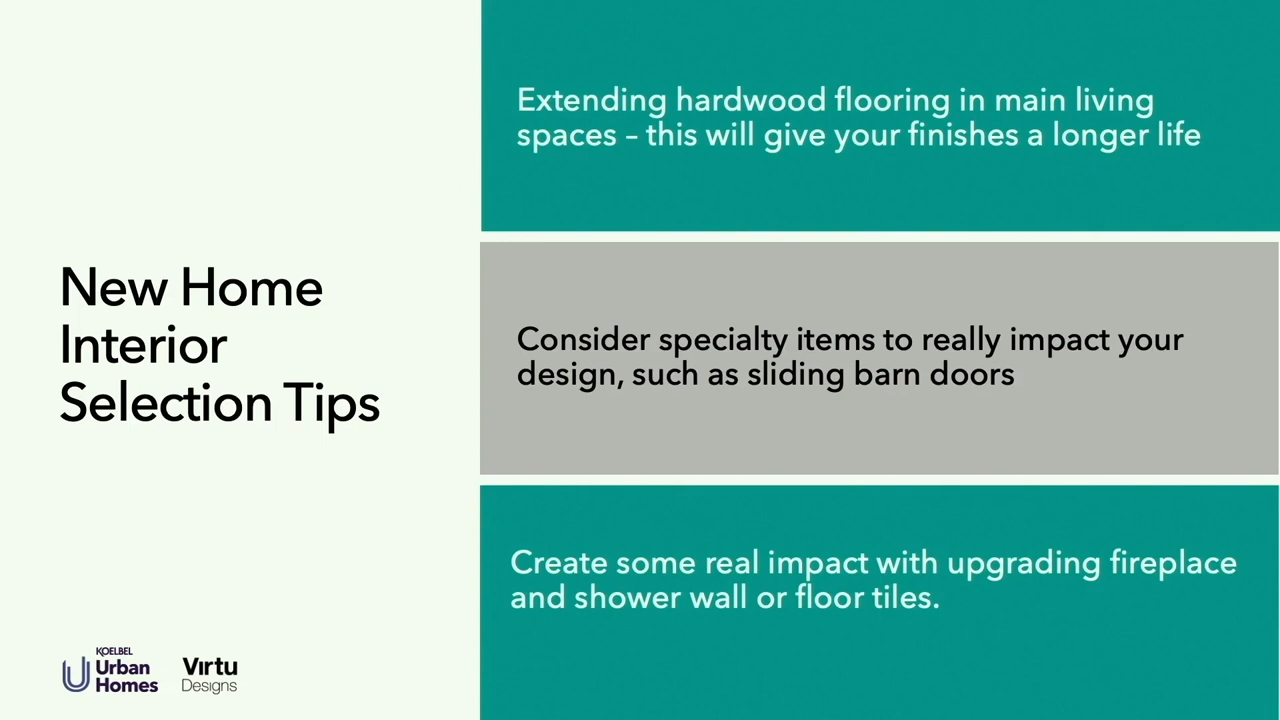 New Home
Interior
Selection Tips
Extending hardwood flooring in main living
spaces – this will give your finishes a longer life
Consider specialty items to really impact your
design, such as sliding barn doors
Create some real impact with upgrading fireplace
and shower wall or floor tiles.
KOELBEL
Urban
Homes
Virtu
Designs